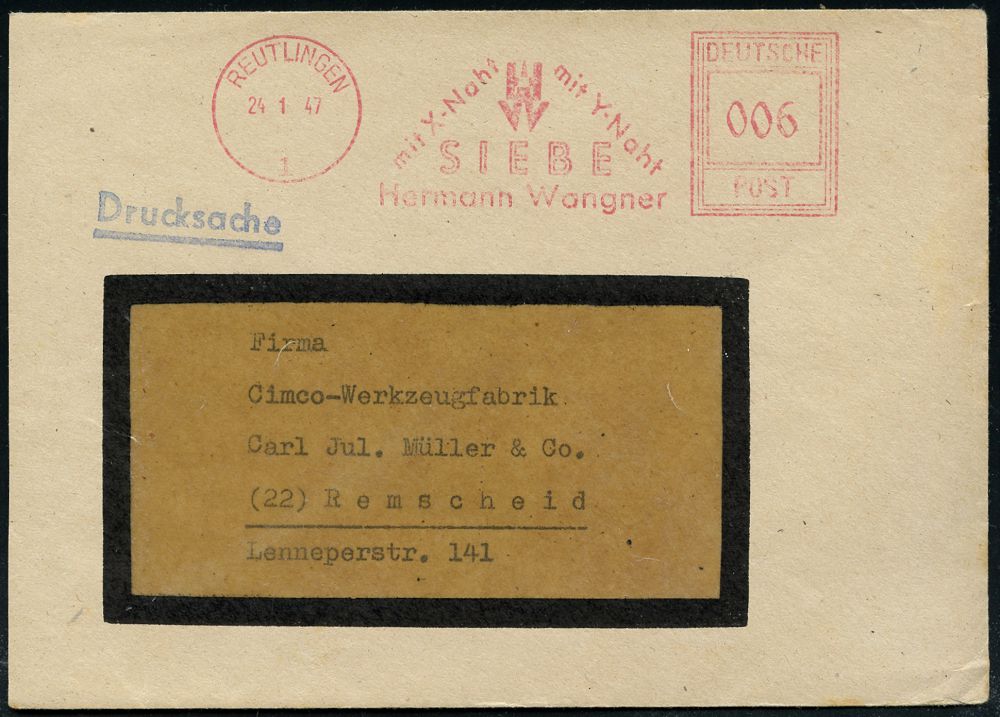 REUTLINGEN
24 1 47
1
mit X-Naht mit Y-Naht
HW
SIEBE
Hermann Wangner
DEUTSCHE
006
POST
Drucksache
Firma
Cimco-Werkzeugfabrik
Carl Jul. Müller & Co.
(22) R e m s c h e i d
Lenneperstr. 141